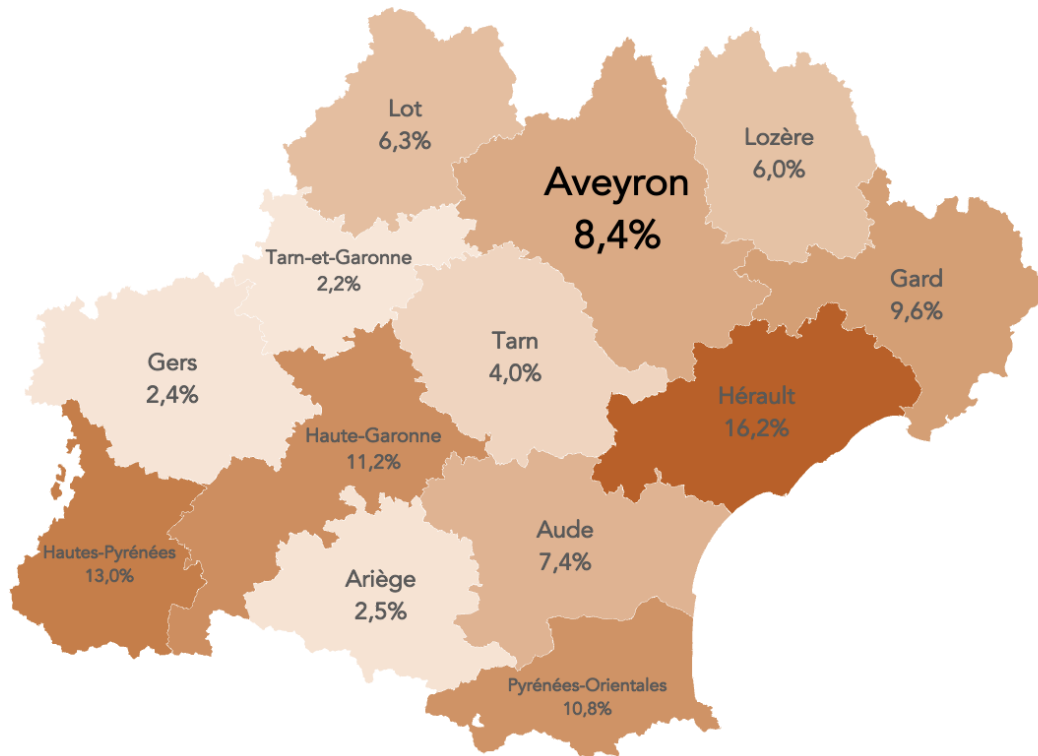 Lot
6,3%
Aveyron
8,4%
Lozère
6,0%
Tarn-et-Garonne
2,2%
Gard
9,6%
Gers
2,4%
Tarn
4,0%
Hérault
16,2%
Haute-Garonne
11,2%
Hautes-Pyrénées
13,0%
Aude
7,4%
Ariège
2,5%
Pyrénées-Orientales
10,8%